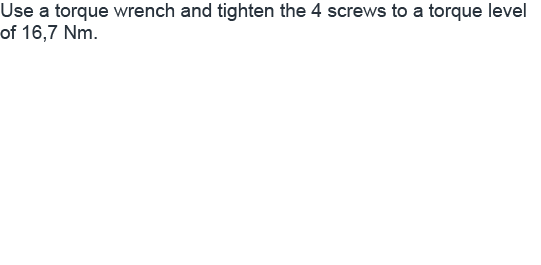 Use a torque wrench and tighten the 4 screws to a torque level
of 16,7 Nm.